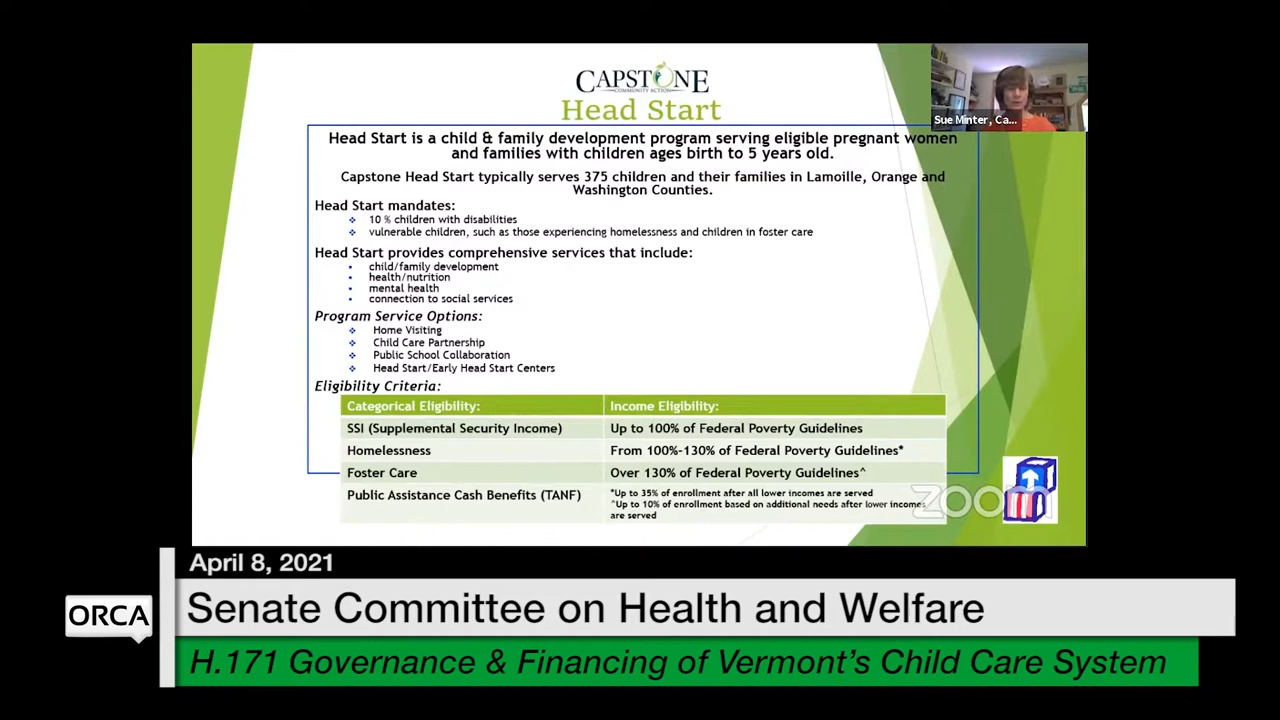 CAPSTONE
COMMUNITY ACTION
Head Start
Sue Minter, Ca...
Head Start is a child & family development program serving eligible pregnant women
and families with children ages birth to 5 years old.
Capstone Head Start typically serves 375 children and their families in Lamoille, Orange and
Washington Counties.
Head Start mandates:
10 % children with disabilities
vulnerable children, such as those experiencing homelessness and children in foster care
Head Start provides comprehensive services that include:
child/family development
health/nutrition
mental health
connection to social services
Program Service Options:
Home Visiting
Child Care Partnership
Public School Collaboration
Head Start/Early Head Start Centers
Eligibility Criteria:
Categorical Eligibility: Income Eligibility:
SSI (Supplemental Security Income) Up to 100% of Federal Poverty Guidelines
Homelessness From 100%-130% of Federal Poverty Guidelines*
Foster Care Over 130% of Federal Poverty Guidelines^
Public Assistance Cash Benefits (TANF) *Up to 35% of enrollment after all lower incomes are served
^Up to 10% of enrollment based on additional needs after lower incomes
are served
zoom
April 8, 2021
ORCA
Senate Committee on Health and Welfare
H.171 Governance & Financing of Vermont's Child Care System